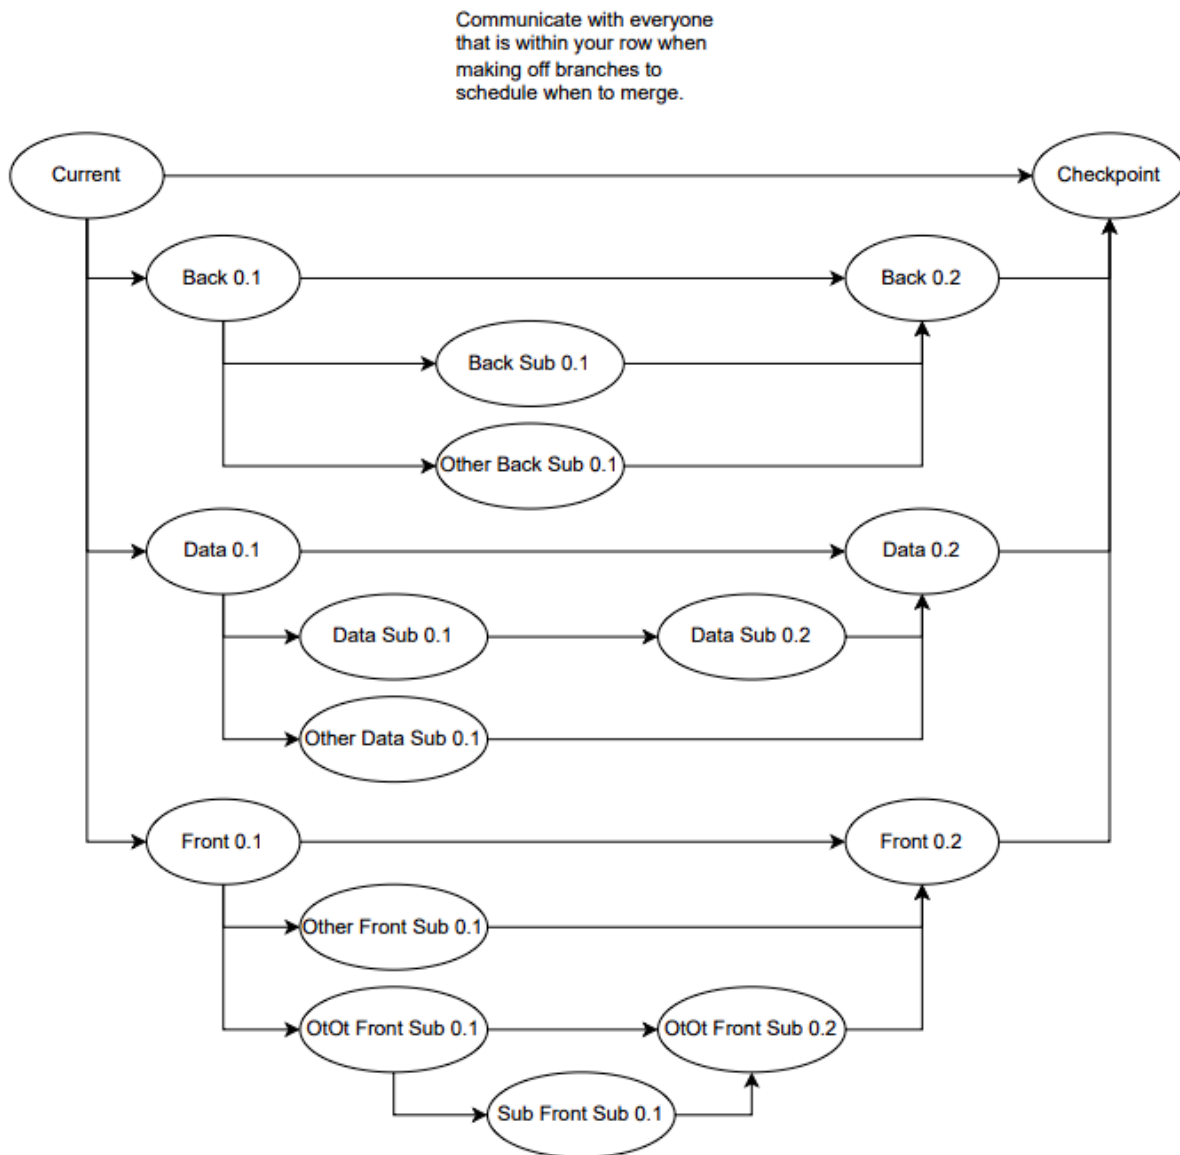 Communicate with everyone
that is within your row when
making off branches to
schedule when to merge.
Current
Checkpoint
Back 0.1
Back 0.2
Back Sub 0.1
Other Back Sub 0.1
Data 0.1
Data 0.2
Data Sub 0.1
Data Sub 0.2
Other Data Sub 0.1
Front 0.1
Front 0.2
Other Front Sub 0.1
OtOt Front Sub 0.1
OtOt Front Sub 0.2
Sub Front Sub 0.1